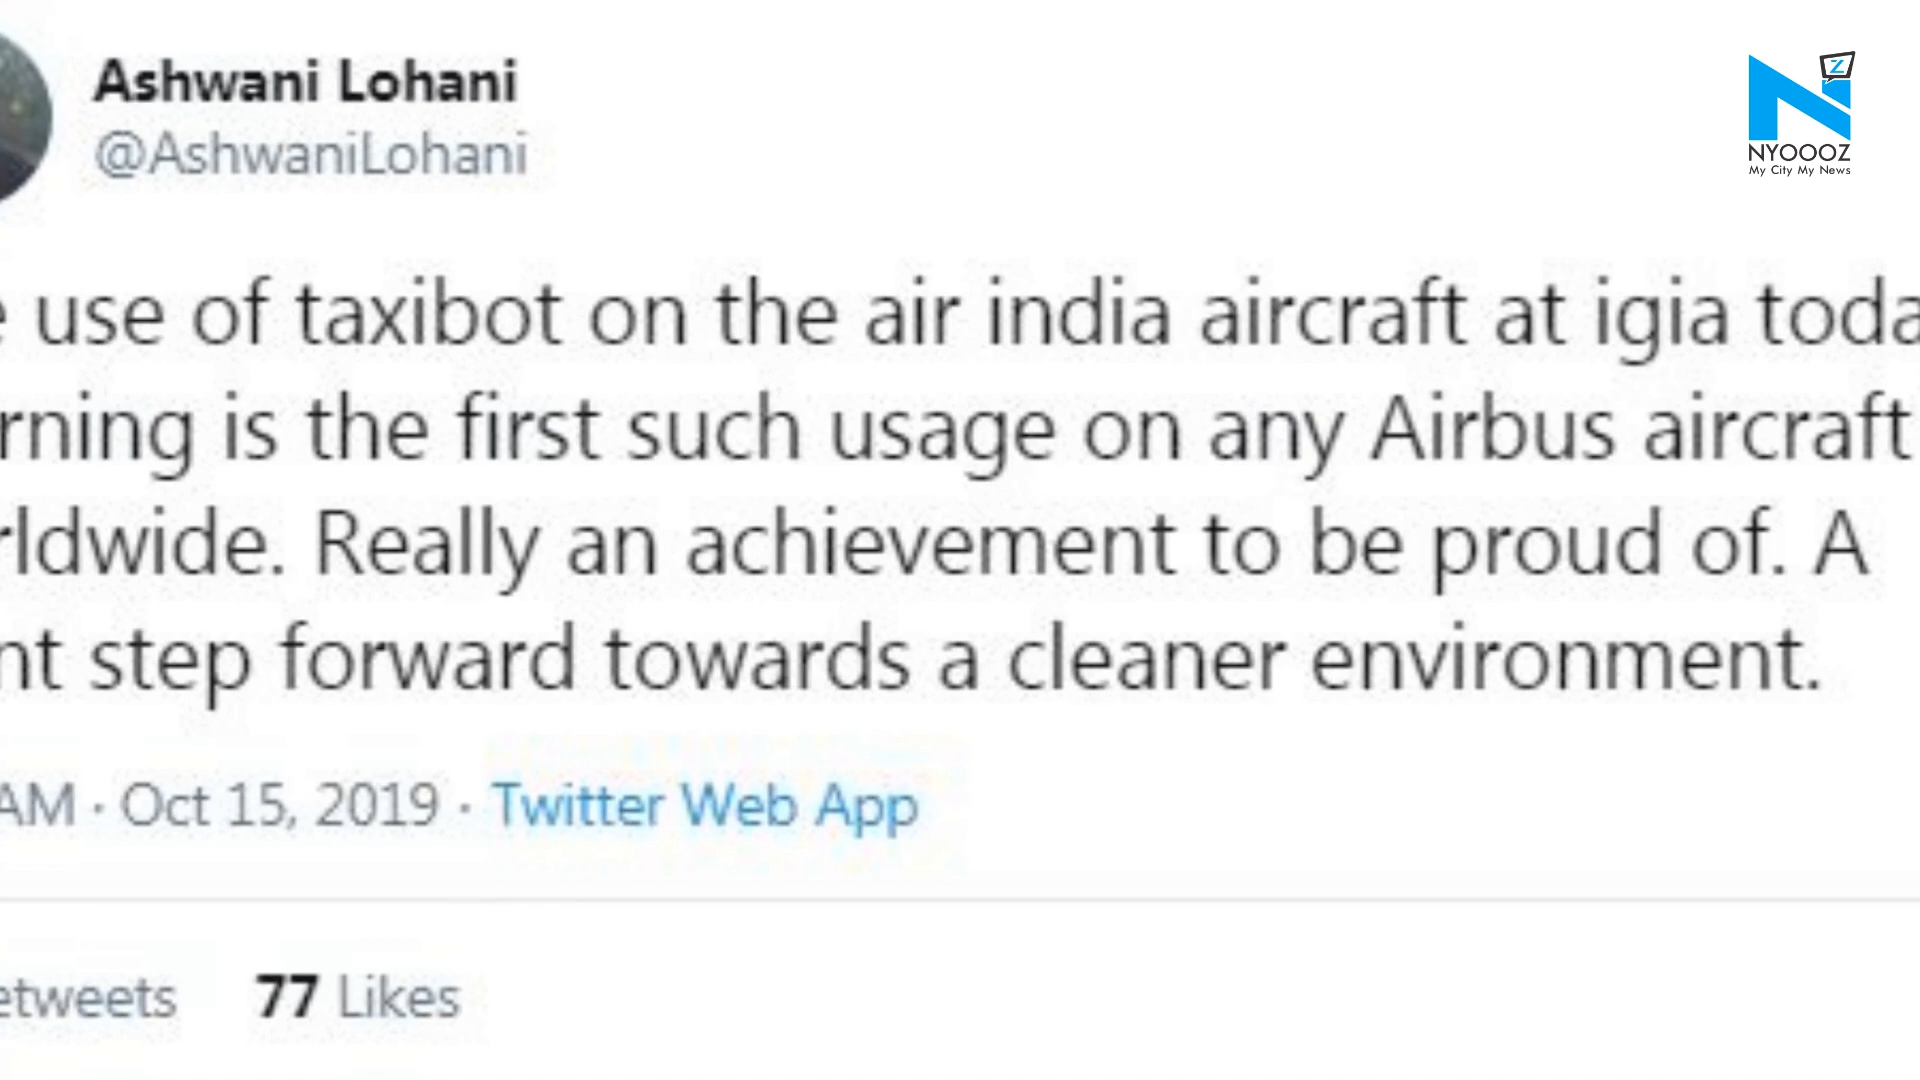 Ashwani Lohani
@AshwaniLohani
Z
NYOOOZ
My City My News
e use of taxibot on the air india aircraft at igia toda
rning is the first such usage on any Airbus aircraft
rldwide. Really an achievement to be proud of. A
nt step forward towards a cleaner environment.
AM · Oct 15, 2019 · Twitter Web App
etweets 77 Likes